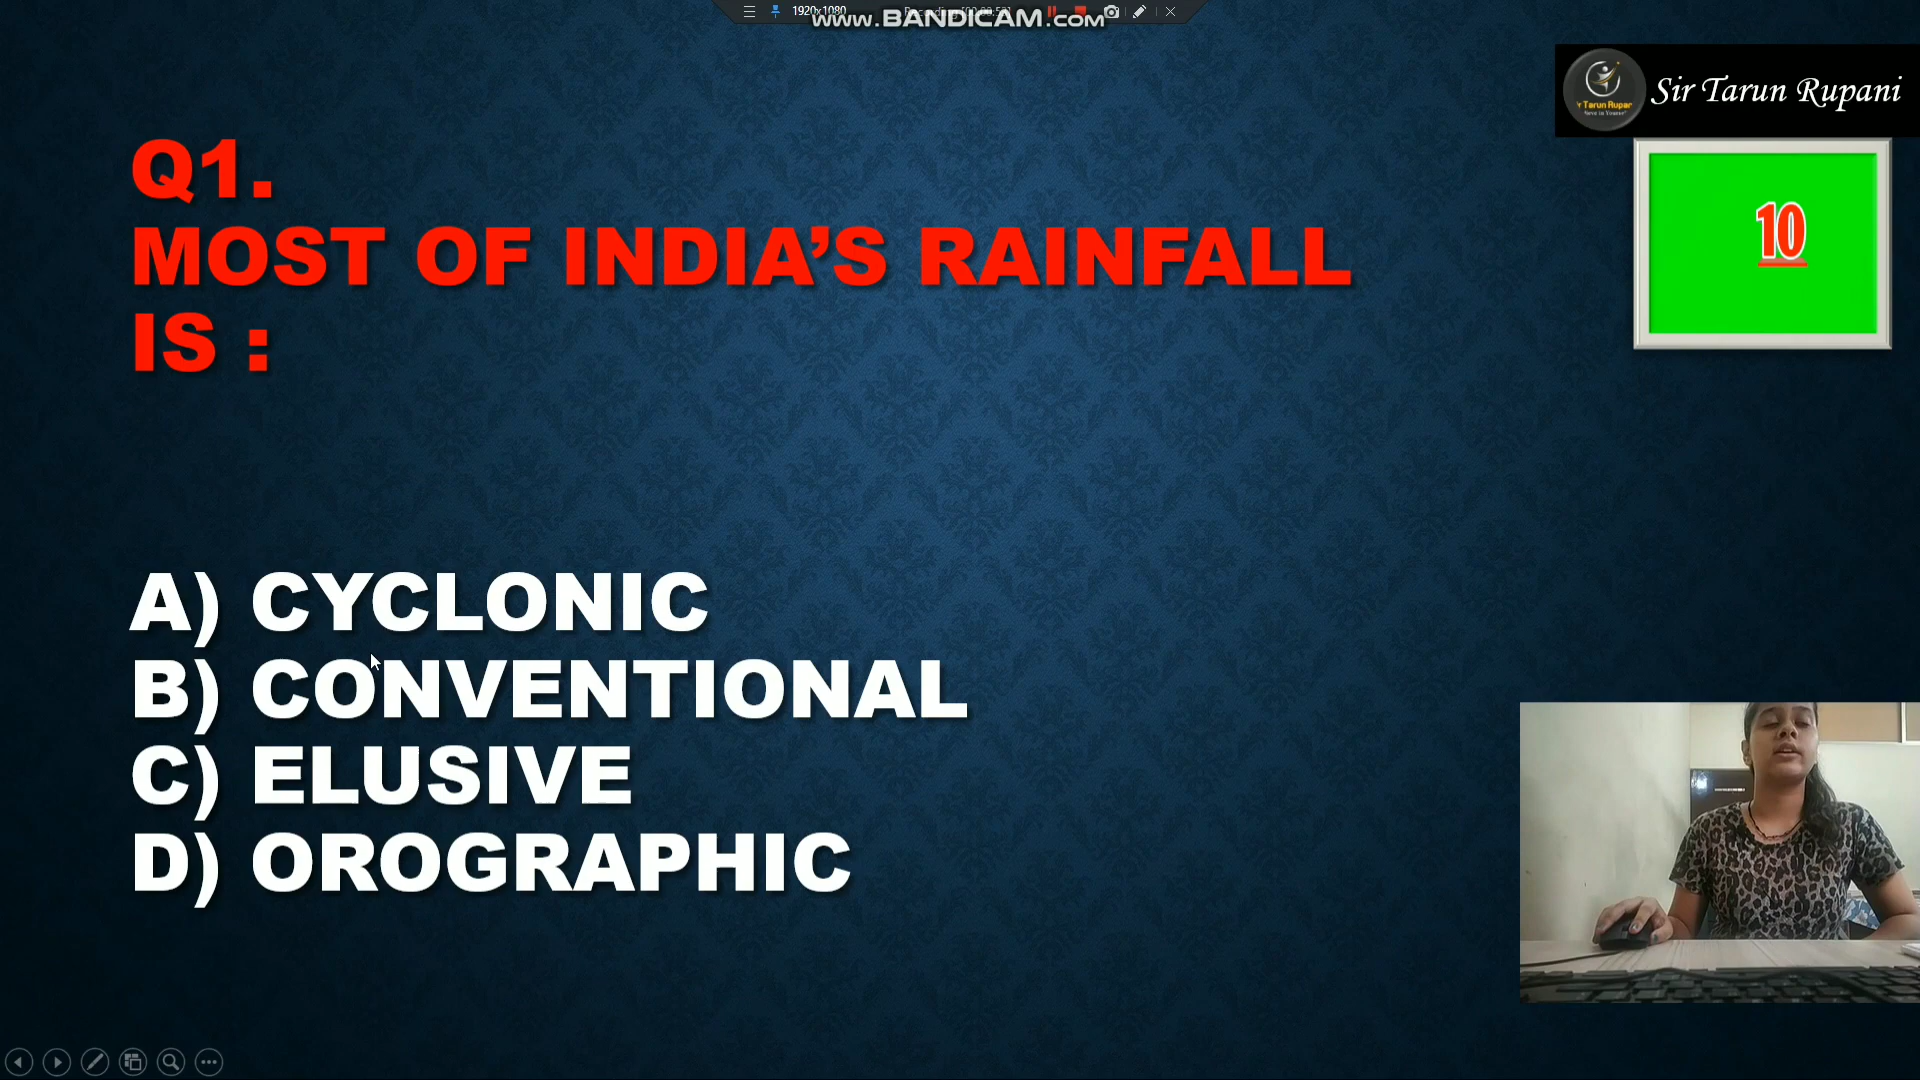 1920x1080
www.BANDICAM.com
Sir Tarun Rupani
10
Q1.
MOST OF INDIA’S RAINFALL
IS :
A) CYCLONIC
B) CONVENTIONAL
C) ELUSIVE
D) OROGRAPHIC